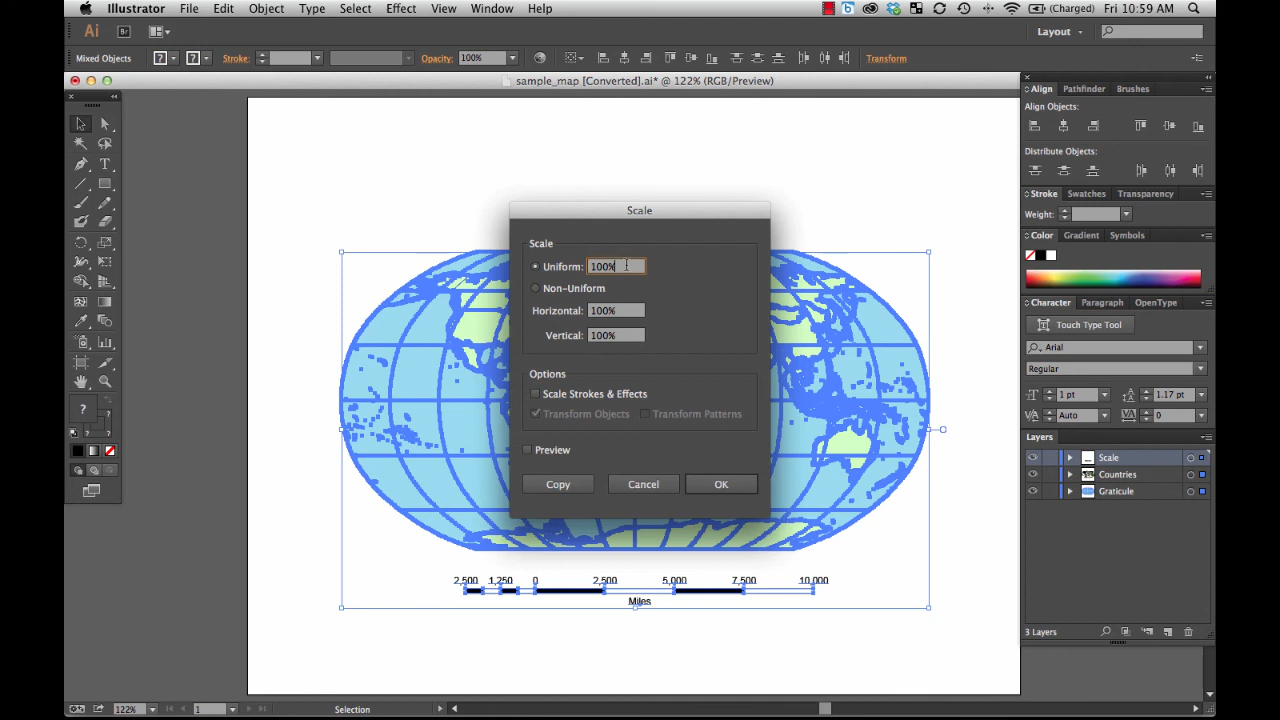 Illustrator File Edit Object Type Select Effect View Window Help (Charged) Fri 10:59 AM
Ai Br Layout
Mixed Objects ? ? Stroke: Opacity: 100% Transform
sample_map [Converted].ai* @ 122% (RGB/Preview)
Align Pathfinder Brushes
Align Objects:
Distribute Objects:
Stroke Swatches Transparency
Weight:
Color Gradient Symbols
Character Paragraph OpenType
Touch Type Tool
Arial
Regular
1 pt 1.17 pt
Auto 0
Layers
Scale
Countries
Graticule
3 Layers
Scale
Scale
Uniform: 100%
Non-Uniform
Horizontal: 100%
Vertical: 100%
Options
Scale Strokes & Effects
Transform Objects Transform Patterns
Preview
Copy Cancel OK
2,500 1,250 0 2,500 5,000 7,500 10,000
Miles
122% 1 Selection